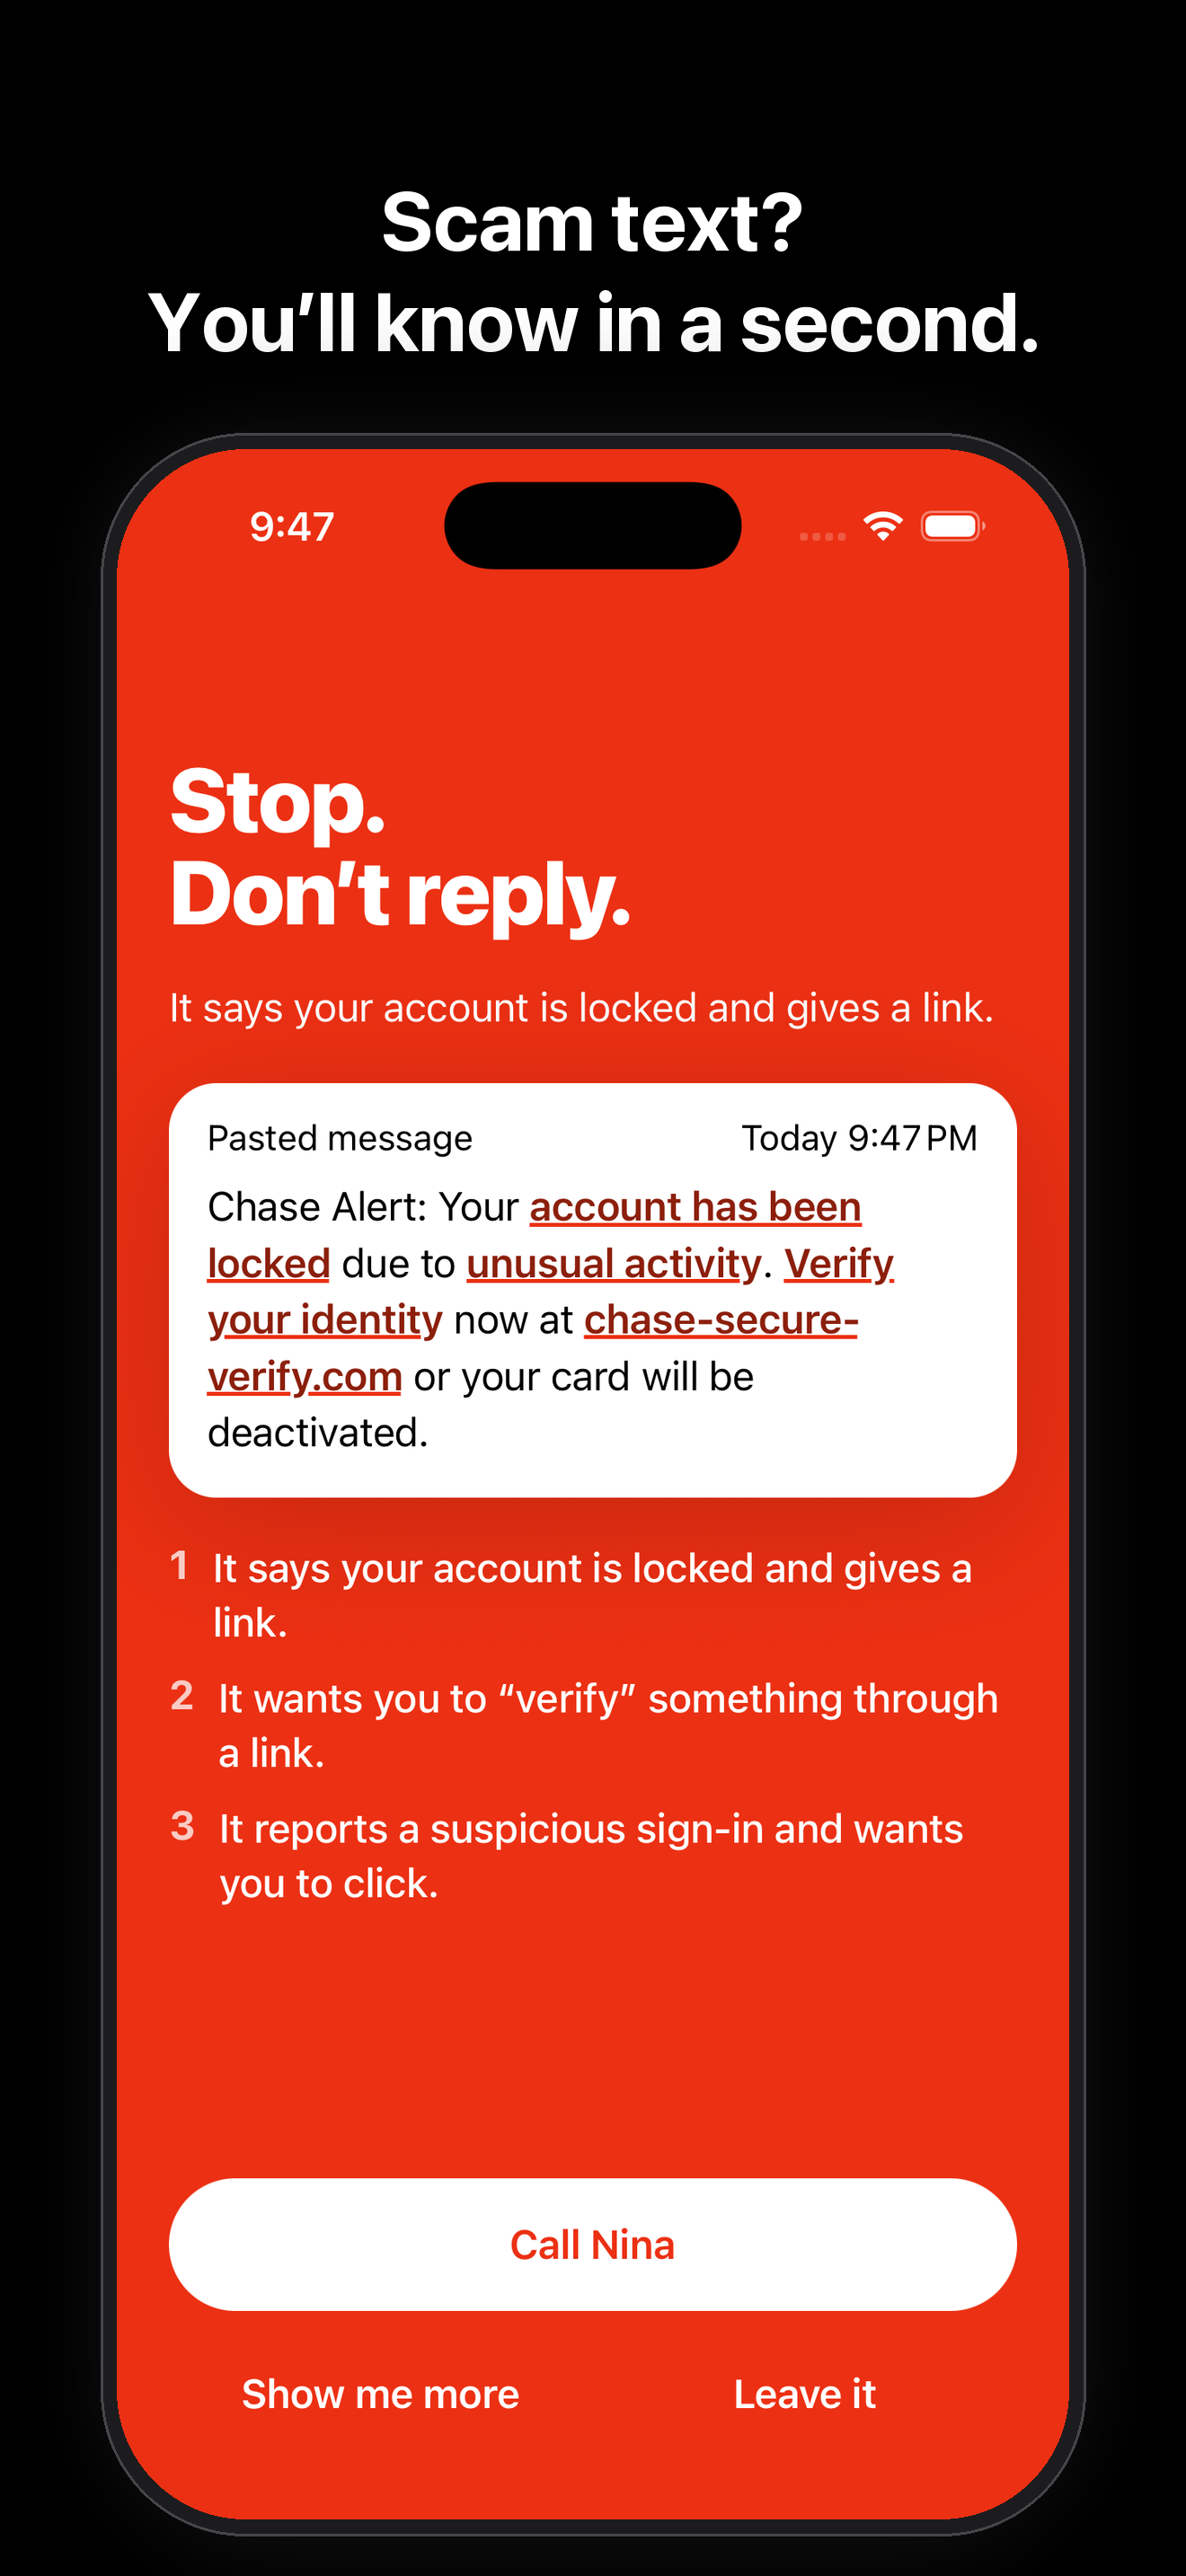 Scam text?
You’ll know in a second.
9:47
Stop.
Don’t reply.
It says your account is locked and gives a link.
Pasted message Today 9:47 PM
Chase Alert: Your account has been
locked due to unusual activity. Verify
your identity now at chase-secure-
verify.com or your card will be
deactivated.
1 It says your account is locked and gives a
link.
2 It wants you to “verify” something through
a link.
3 It reports a suspicious sign-in and wants
you to click.
Call Nina
Show me more Leave it